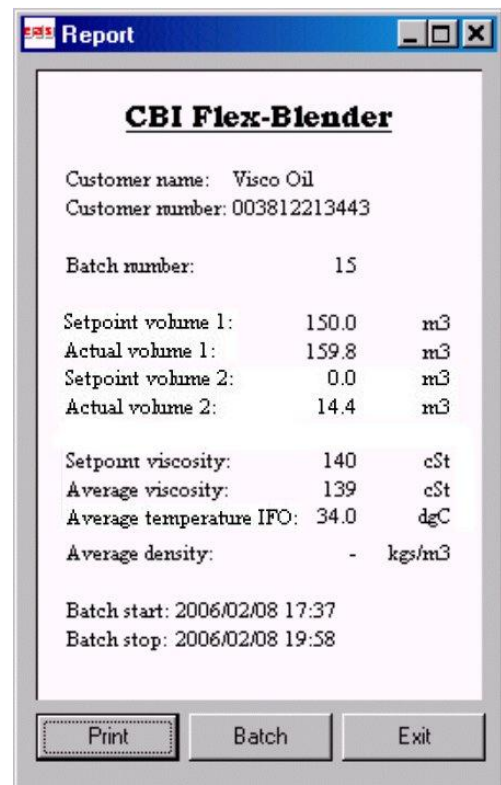 Report
CBI Flex-Blender
Customer name: Visco Oil
Customer number: 003812213443
Batch number: 15
Setpoint volume 1: 150.0 m3
Actual volume 1: 159.8 m3
Setpoint volume 2: 0.0 m3
Actual volume 2: 14.4 m3
Setpoint viscosity: 140 cSt
Average viscosity: 139 cSt
Average temperature IFO: 34.0 dgC
Average density: - kgs/m3
Batch start: 2006/02/08 17:37
Batch stop: 2006/02/08 19:58
Print Batch Exit